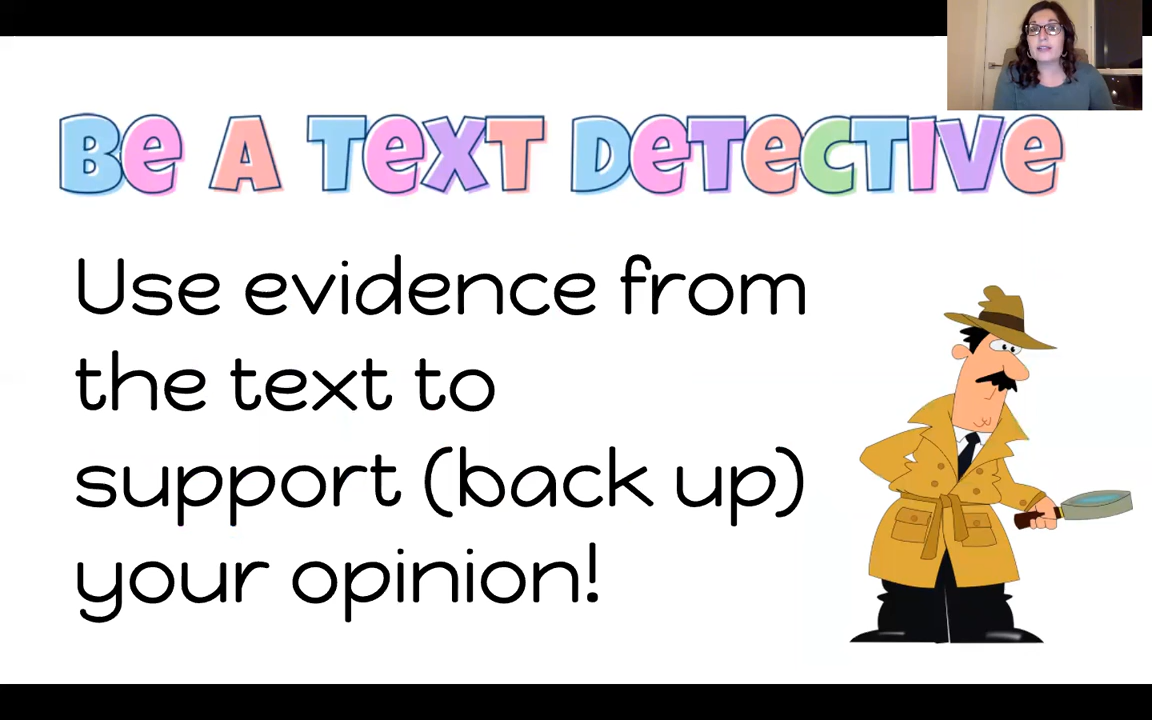 Be A Text Detective
Use evidence from
the text to
support (back up)
your opinion!